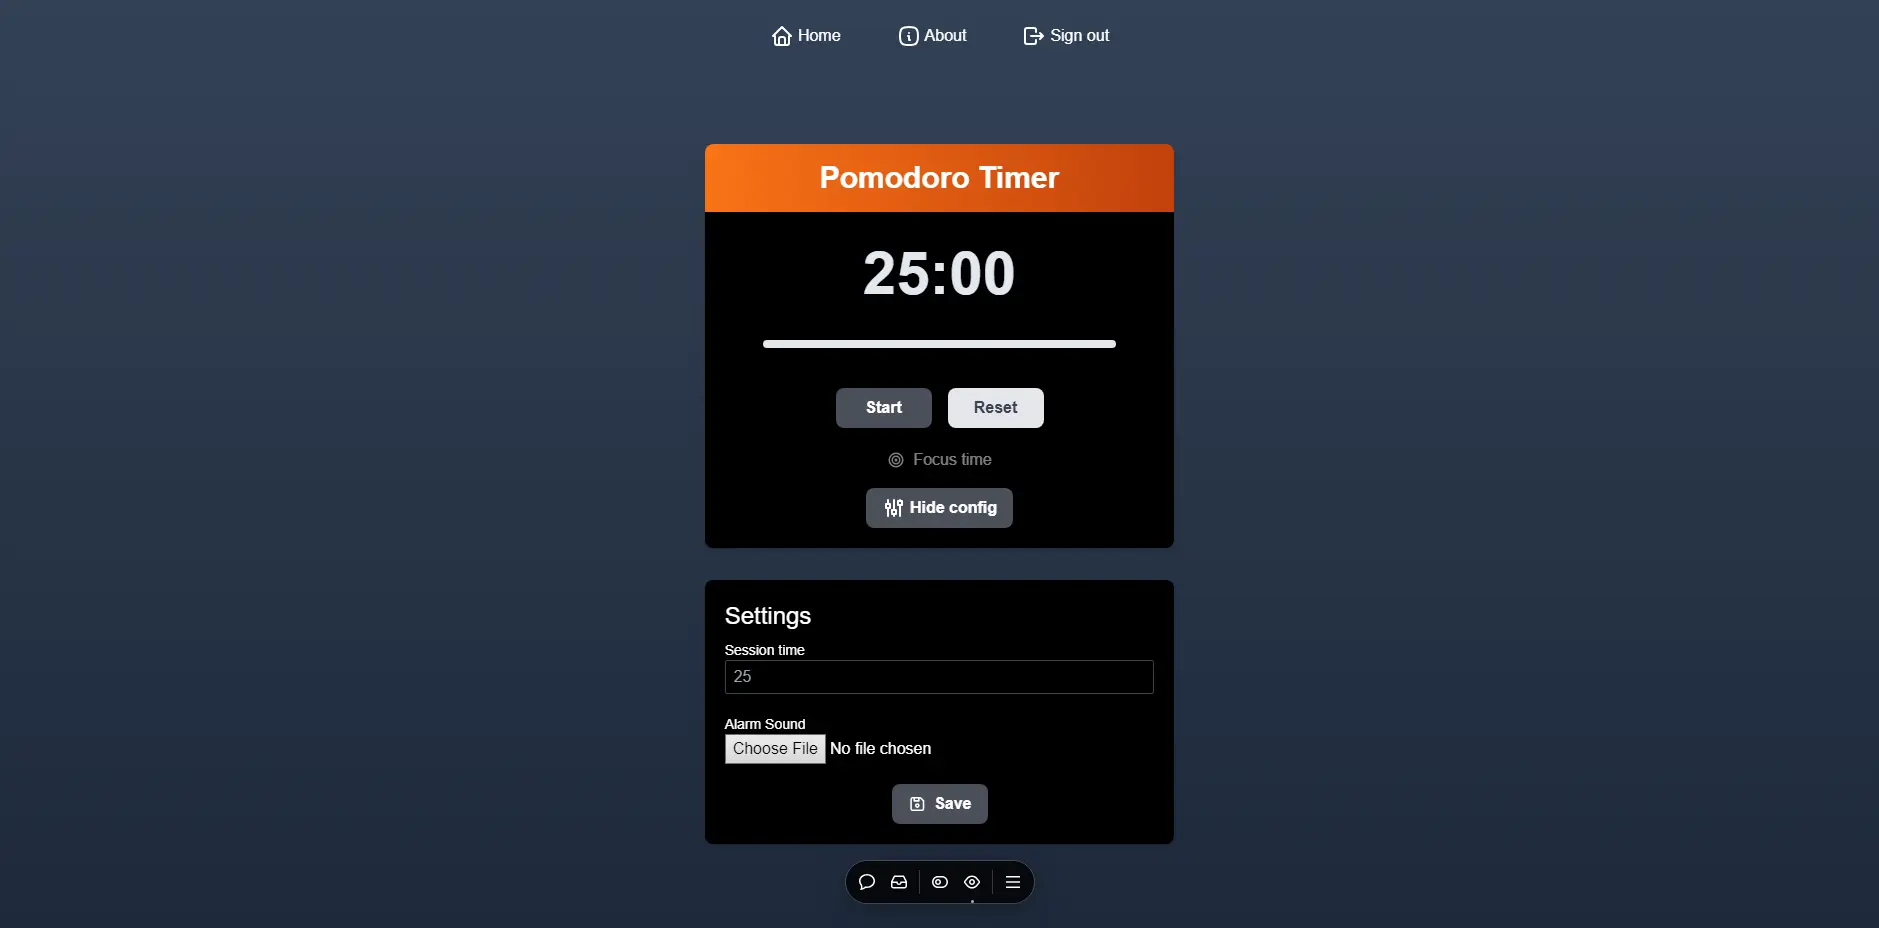 Home About Sign out
Pomodoro Timer
25:00
Start Reset
Focus time
Hide config
Settings
Session time
25
Alarm Sound
Choose File No file chosen
Save